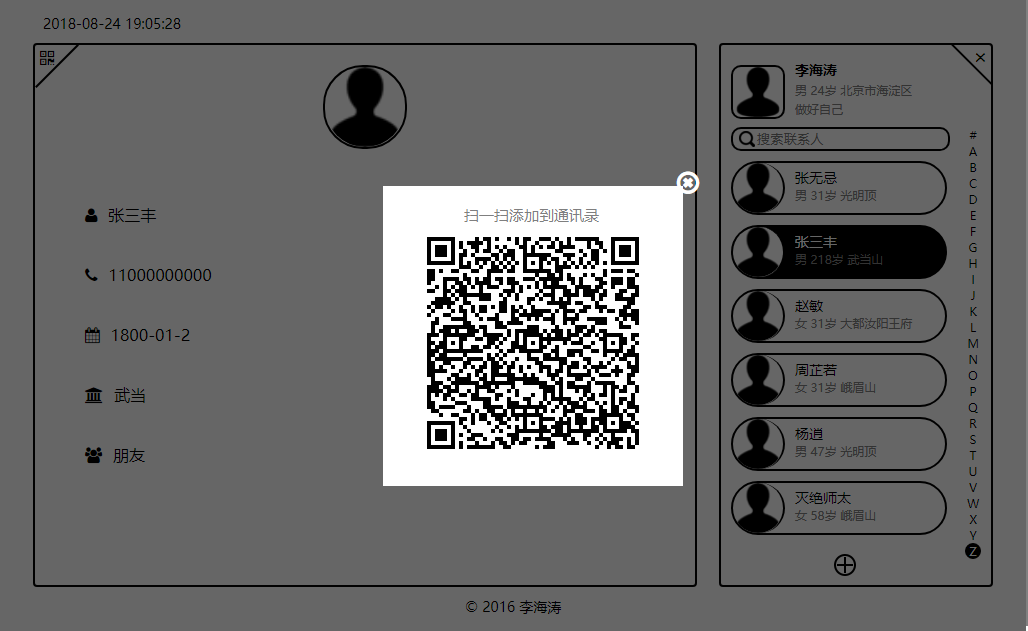 2018-08-24 19:05:28
张三丰
11000000000
1800-01-2
武当
朋友
扫一扫添加到通讯录
李海涛
男 24岁 北京市海淀区
做好自己
搜索联系人
张无忌
男 31岁 光明顶
张三丰
男 218岁 武当山
赵敏
女 31岁 大都汝阳王府
周芷若
女 31岁 峨眉山
杨逍
男 47岁 光明顶
灭绝师太
女 58岁 峨眉山
#
A
B
C
D
E
F
G
H
I
J
K
L
M
N
O
P
Q
R
S
T
U
V
W
X
Y
Z
© 2016 李海涛